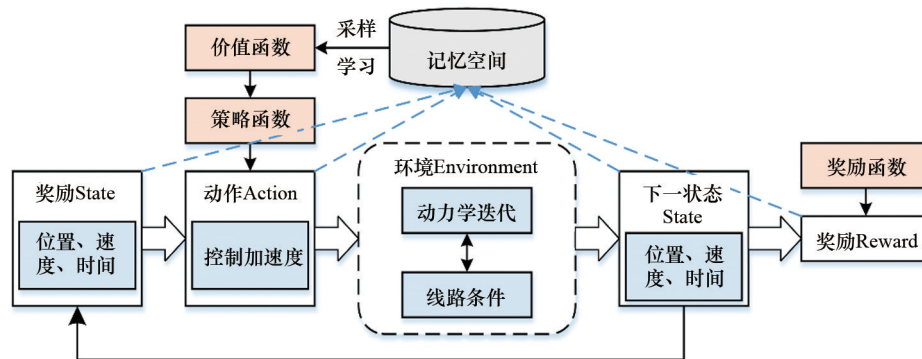 价值函数
采样
学习
记忆空间
策略函数
奖励State
位置、速
度、时间
动作Action
控制加速度
环境Environment
动力学迭代
线路条件
下一状态
State
位置、速
度、时间
奖励函数
奖励Reward